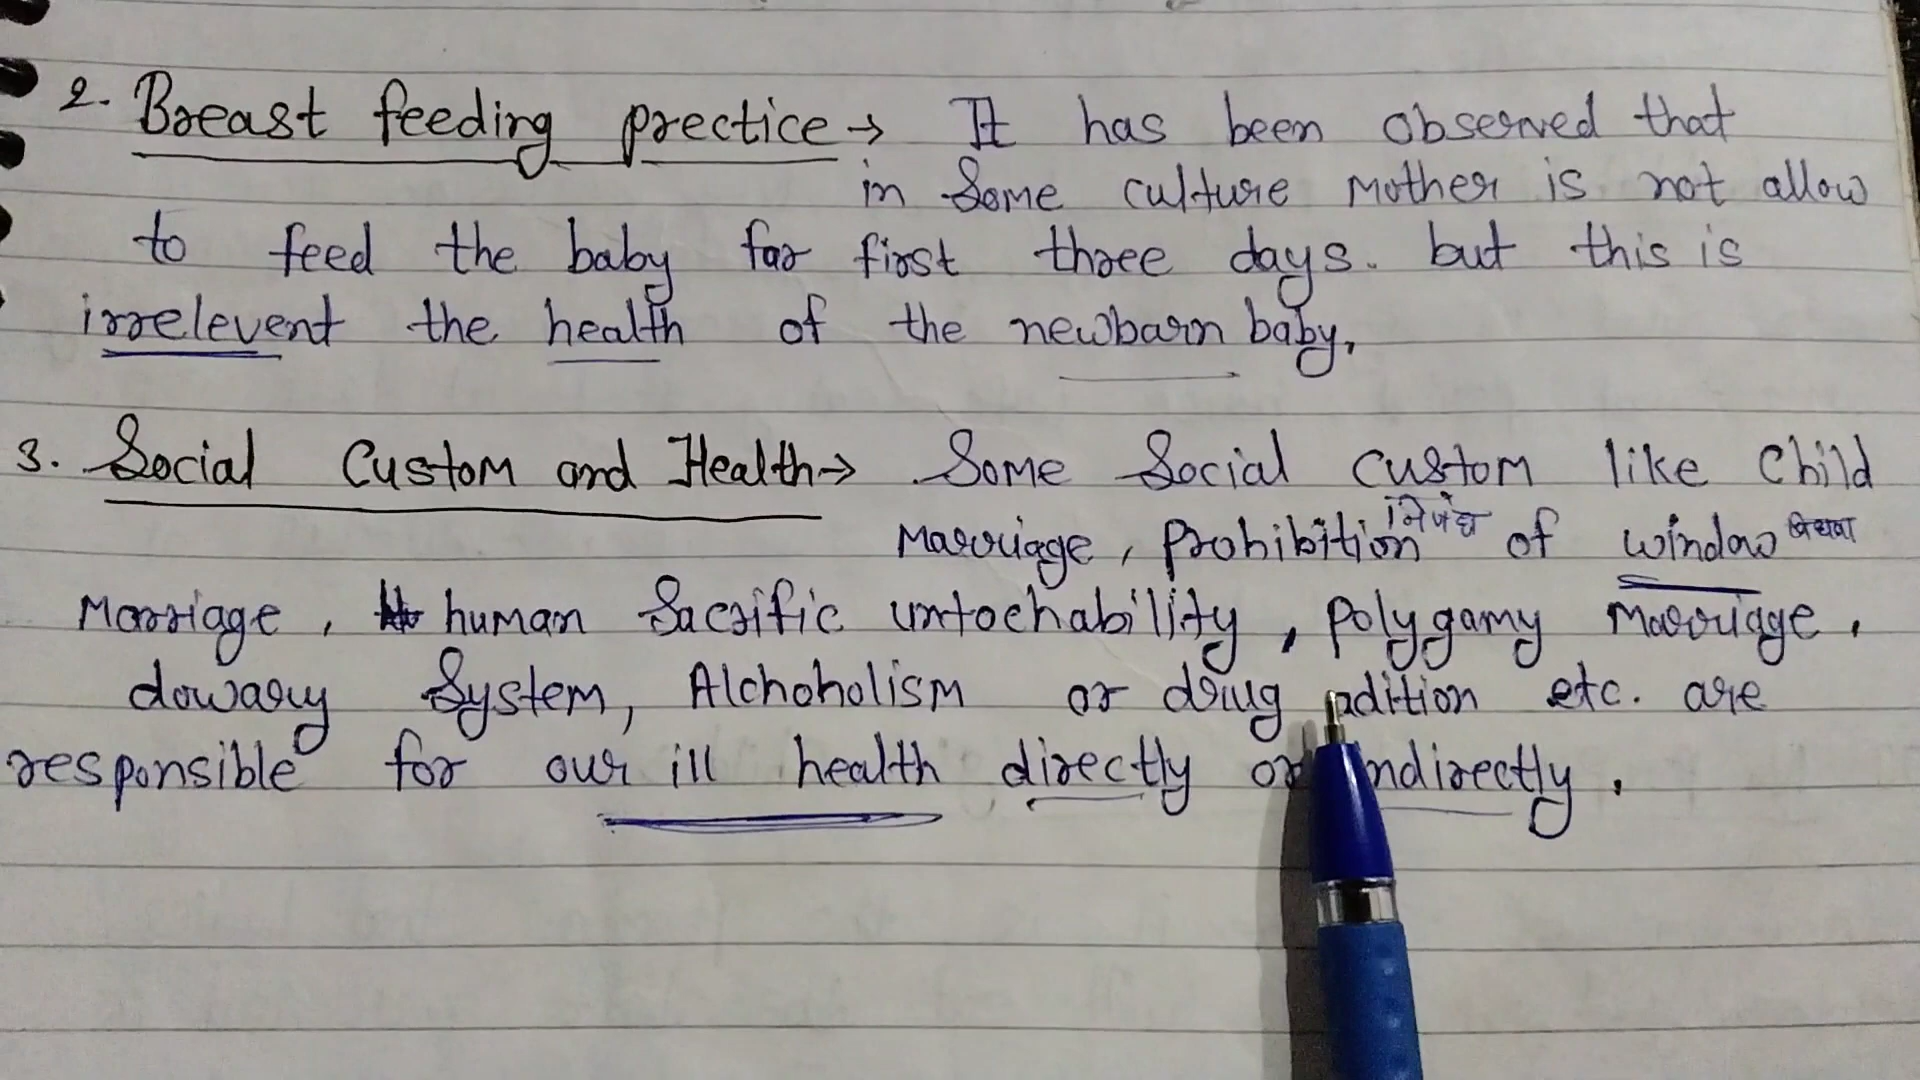 2. Breast feeding prectice → It has been observed that
in Some culture Mother is not allow
to feed the baby for first three days. but this is
irrelevent the health of the newbarn baby,
3. Social Custom and Health → Some Social custom like Child
Marriage, Prohibition निषेध of window विधवा
Marriage, human Sacrific untochability, Polygamy Marriage,
dowary System, Alchoholism or drug adition etc. are
responsible for our ill health directly or indirectly.